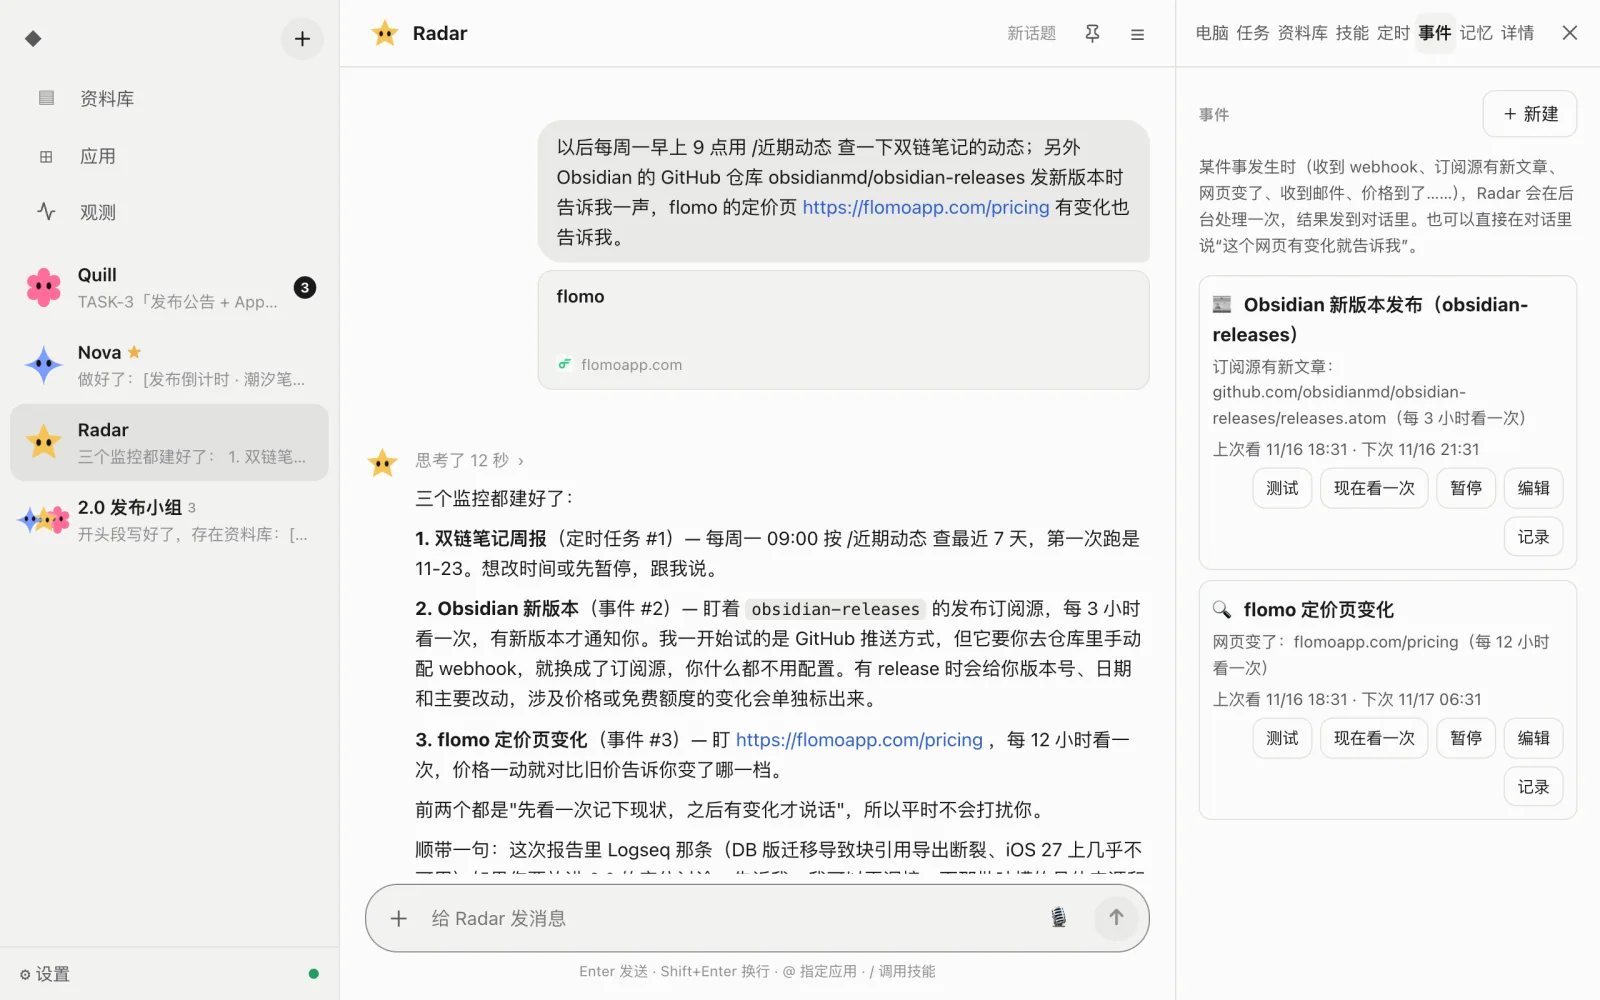 资料库
应用
观测
Quill
TASK-3「发布公告 + App...
3
Nova
做好了：[发布倒计时 · 潮汐笔...
Radar
三个监控都建好了： 1. 双链笔...
2.0 发布小组 3
开头段写好了，存在资料库：[...
设置
Radar
新话题
以后每周一早上 9 点用 /近期动态 查一下双链笔记的动态；另外
Obsidian 的 GitHub 仓库 obsidianmd/obsidian-releases 发新版本时
告诉我一声，flomo 的定价页 https://flomoapp.com/pricing 有变化也
告诉我。
flomo
flomoapp.com
思考了 12 秒 ›
三个监控都建好了：
1. 双链笔记周报（定时任务 #1）— 每周一 09:00 按 /近期动态 查最近 7 天，第一次跑是
11-23。想改时间或先暂停，跟我说。
2. Obsidian 新版本（事件 #2）— 盯着 obsidian-releases 的发布订阅源，每 3 小时
看一次，有新版本才通知你。我一开始试的是 GitHub 推送方式，但它要你去仓库里手动
配 webhook，就换成了订阅源，你什么都不用配置。有 release 时会给你版本号、日期
和主要改动，涉及价格或免费额度的变化会单独标出来。
3. flomo 定价页变化（事件 #3）— 盯 https://flomoapp.com/pricing ，每 12 小时看一
次，价格一动就对比旧价告诉你变了哪一档。
前两个都是"先看一次记下现状，之后有变化才说话"，所以平时不会打扰你。
顺带一句：这次报告里 Logseq 那条（DB 版迁移导致块引用导出断裂、iOS 27 上几乎不
给 Radar 发消息
Enter 发送 · Shift+Enter 换行 · @ 指定应用 · / 调用技能
电脑 任务 资料库 技能 定时 事件 记忆 详情
事件
+ 新建
某件事发生时（收到 webhook、订阅源有新文章、
网页变了、收到邮件、价格到了……），Radar 会在后
台处理一次，结果发到对话里。也可以直接在对话里
说“这个网页有变化就告诉我”。
Obsidian 新版本发布（obsidian-
releases）
订阅源有新文章：
github.com/obsidianmd/obsidian-
releases/releases.atom（每 3 小时看一次）
上次看 11/16 18:31 · 下次 11/16 21:31
测试 现在看一次 暂停 编辑
记录
flomo 定价页变化
网页变了：flomoapp.com/pricing（每 12 小时
看一次）
上次看 11/16 18:31 · 下次 11/17 06:31
测试 现在看一次 暂停 编辑
记录